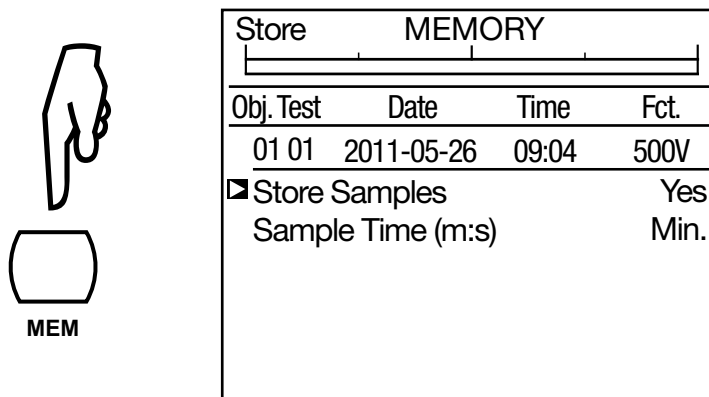 Store MEMORY
Obj. Test Date Time Fct.
01 01 2011-05-26 09:04 500V
Store Samples Yes
Sample Time (m:s) Min.
MEM